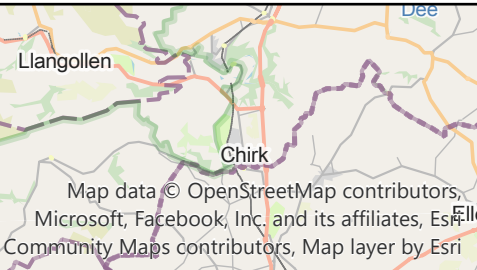 Dee
Llangollen
Chirk
Map data © OpenStreetMap contributors,
Microsoft, Facebook, Inc. and its affiliates, Esri
Community Maps contributors, Map layer by Esri